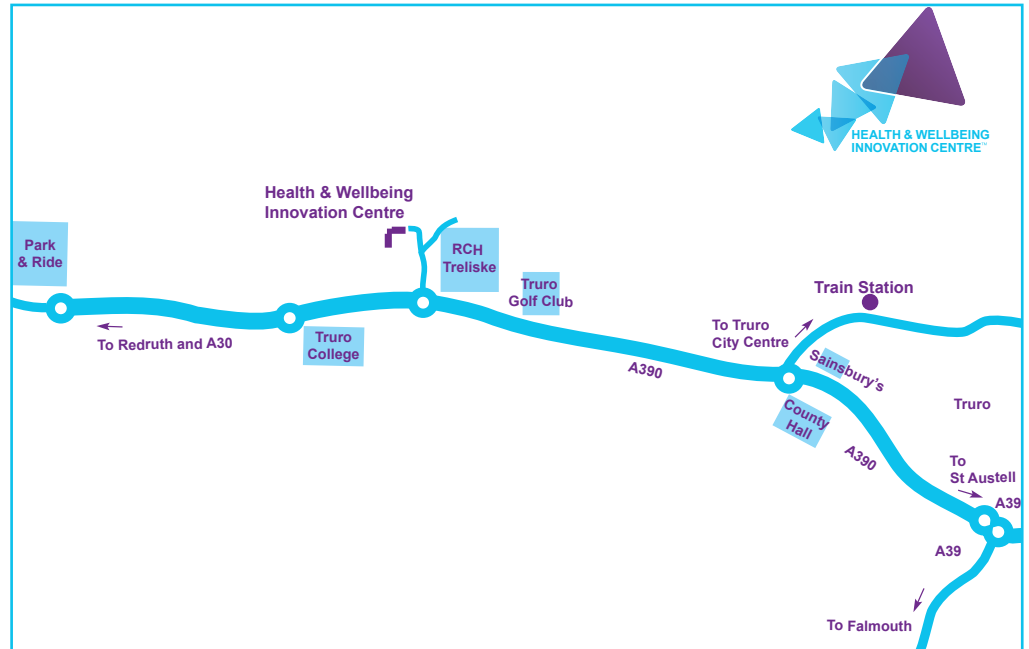 HEALTH & WELLBEING
INNOVATION CENTRE™
Health & Wellbeing
Innovation Centre
Park
& Ride
RCH
Treliske
Truro
Golf Club
Train Station
To Truro
City Centre
To Redruth and A30
Truro
College
A390
Sainsbury's
County
Hall
Truro
A390
To
St Austell
A39
A39
To Falmouth